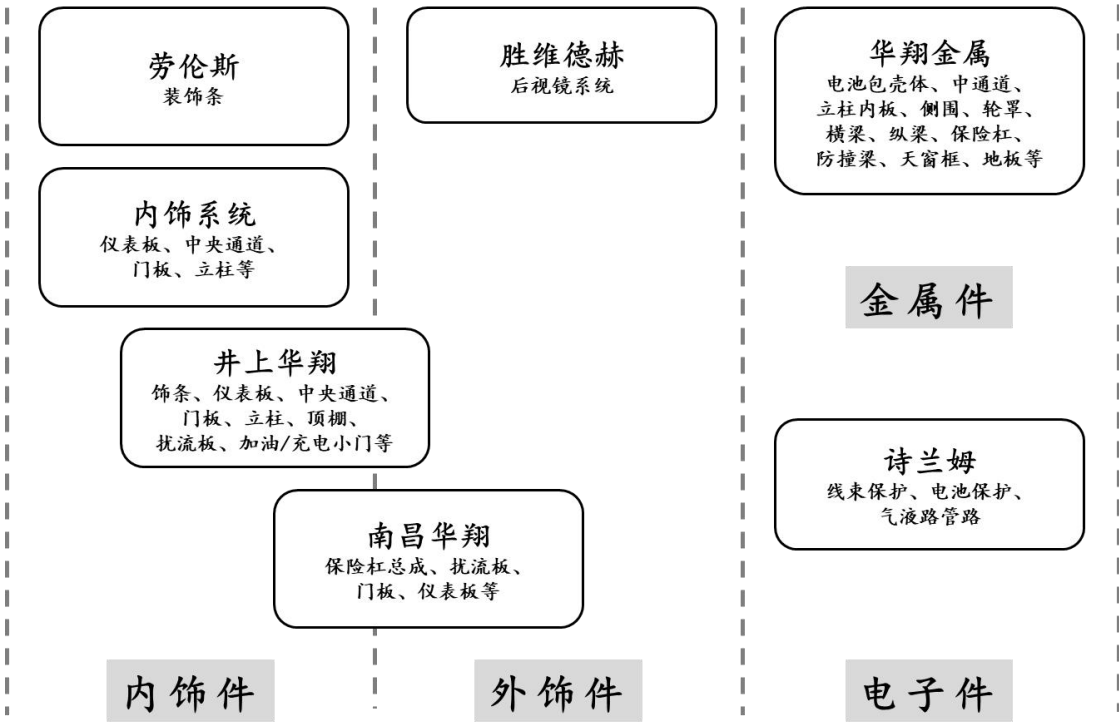 劳伦斯
装饰条
内饰系统
仪表板、中央通道、
门板、立柱等
井上华翔
饰条、仪表板、中央通道、
门板、立柱、顶棚、
扰流板、加油/充电小门等
南昌华翔
保险杠总成、扰流板、
门板、仪表板等
内饰件
胜维德赫
后视镜系统
外饰件
华翔金属
电池包壳体、中通道、
立柱内板、侧围、轮罩、
横梁、纵梁、保险杠、
防撞梁、天窗框、地板等
金属件
诗兰姆
线束保护、电池保护、
气液路管路
电子件